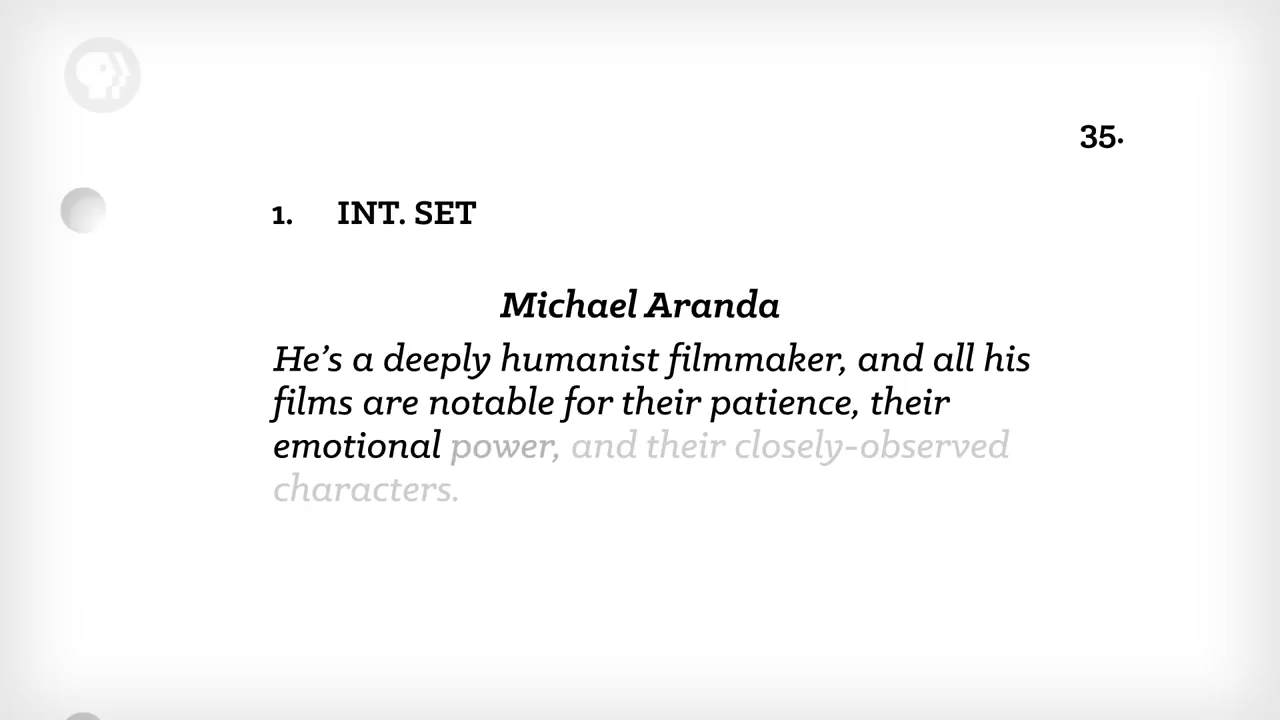 35.
1. INT. SET
Michael Aranda
He’s a deeply humanist filmmaker, and all his
films are notable for their patience, their
emotional power, and their closely-observed
characters.